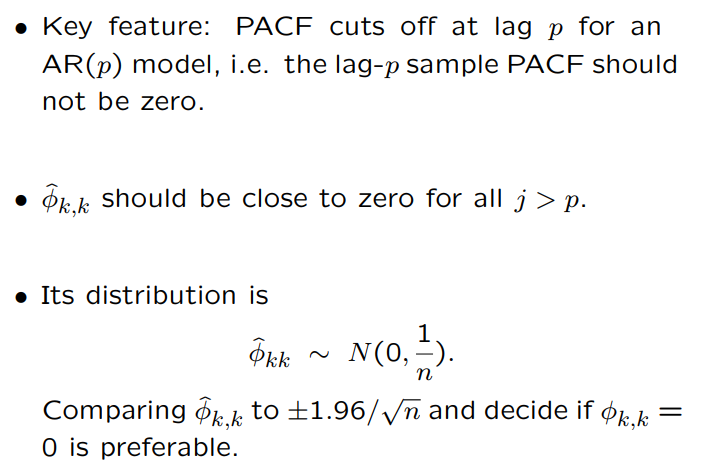 • Key feature: PACF cuts off at lag p for an
AR(p) model, i.e. the lag-p sample PACF should
not be zero.
• ϕ̂k,k should be close to zero for all j > p.
• Its distribution is
ϕ̂kk ∼ N(0, 1/n).
Comparing ϕ̂k,k to ±1.96/√n and decide if ϕk,k =
0 is preferable.